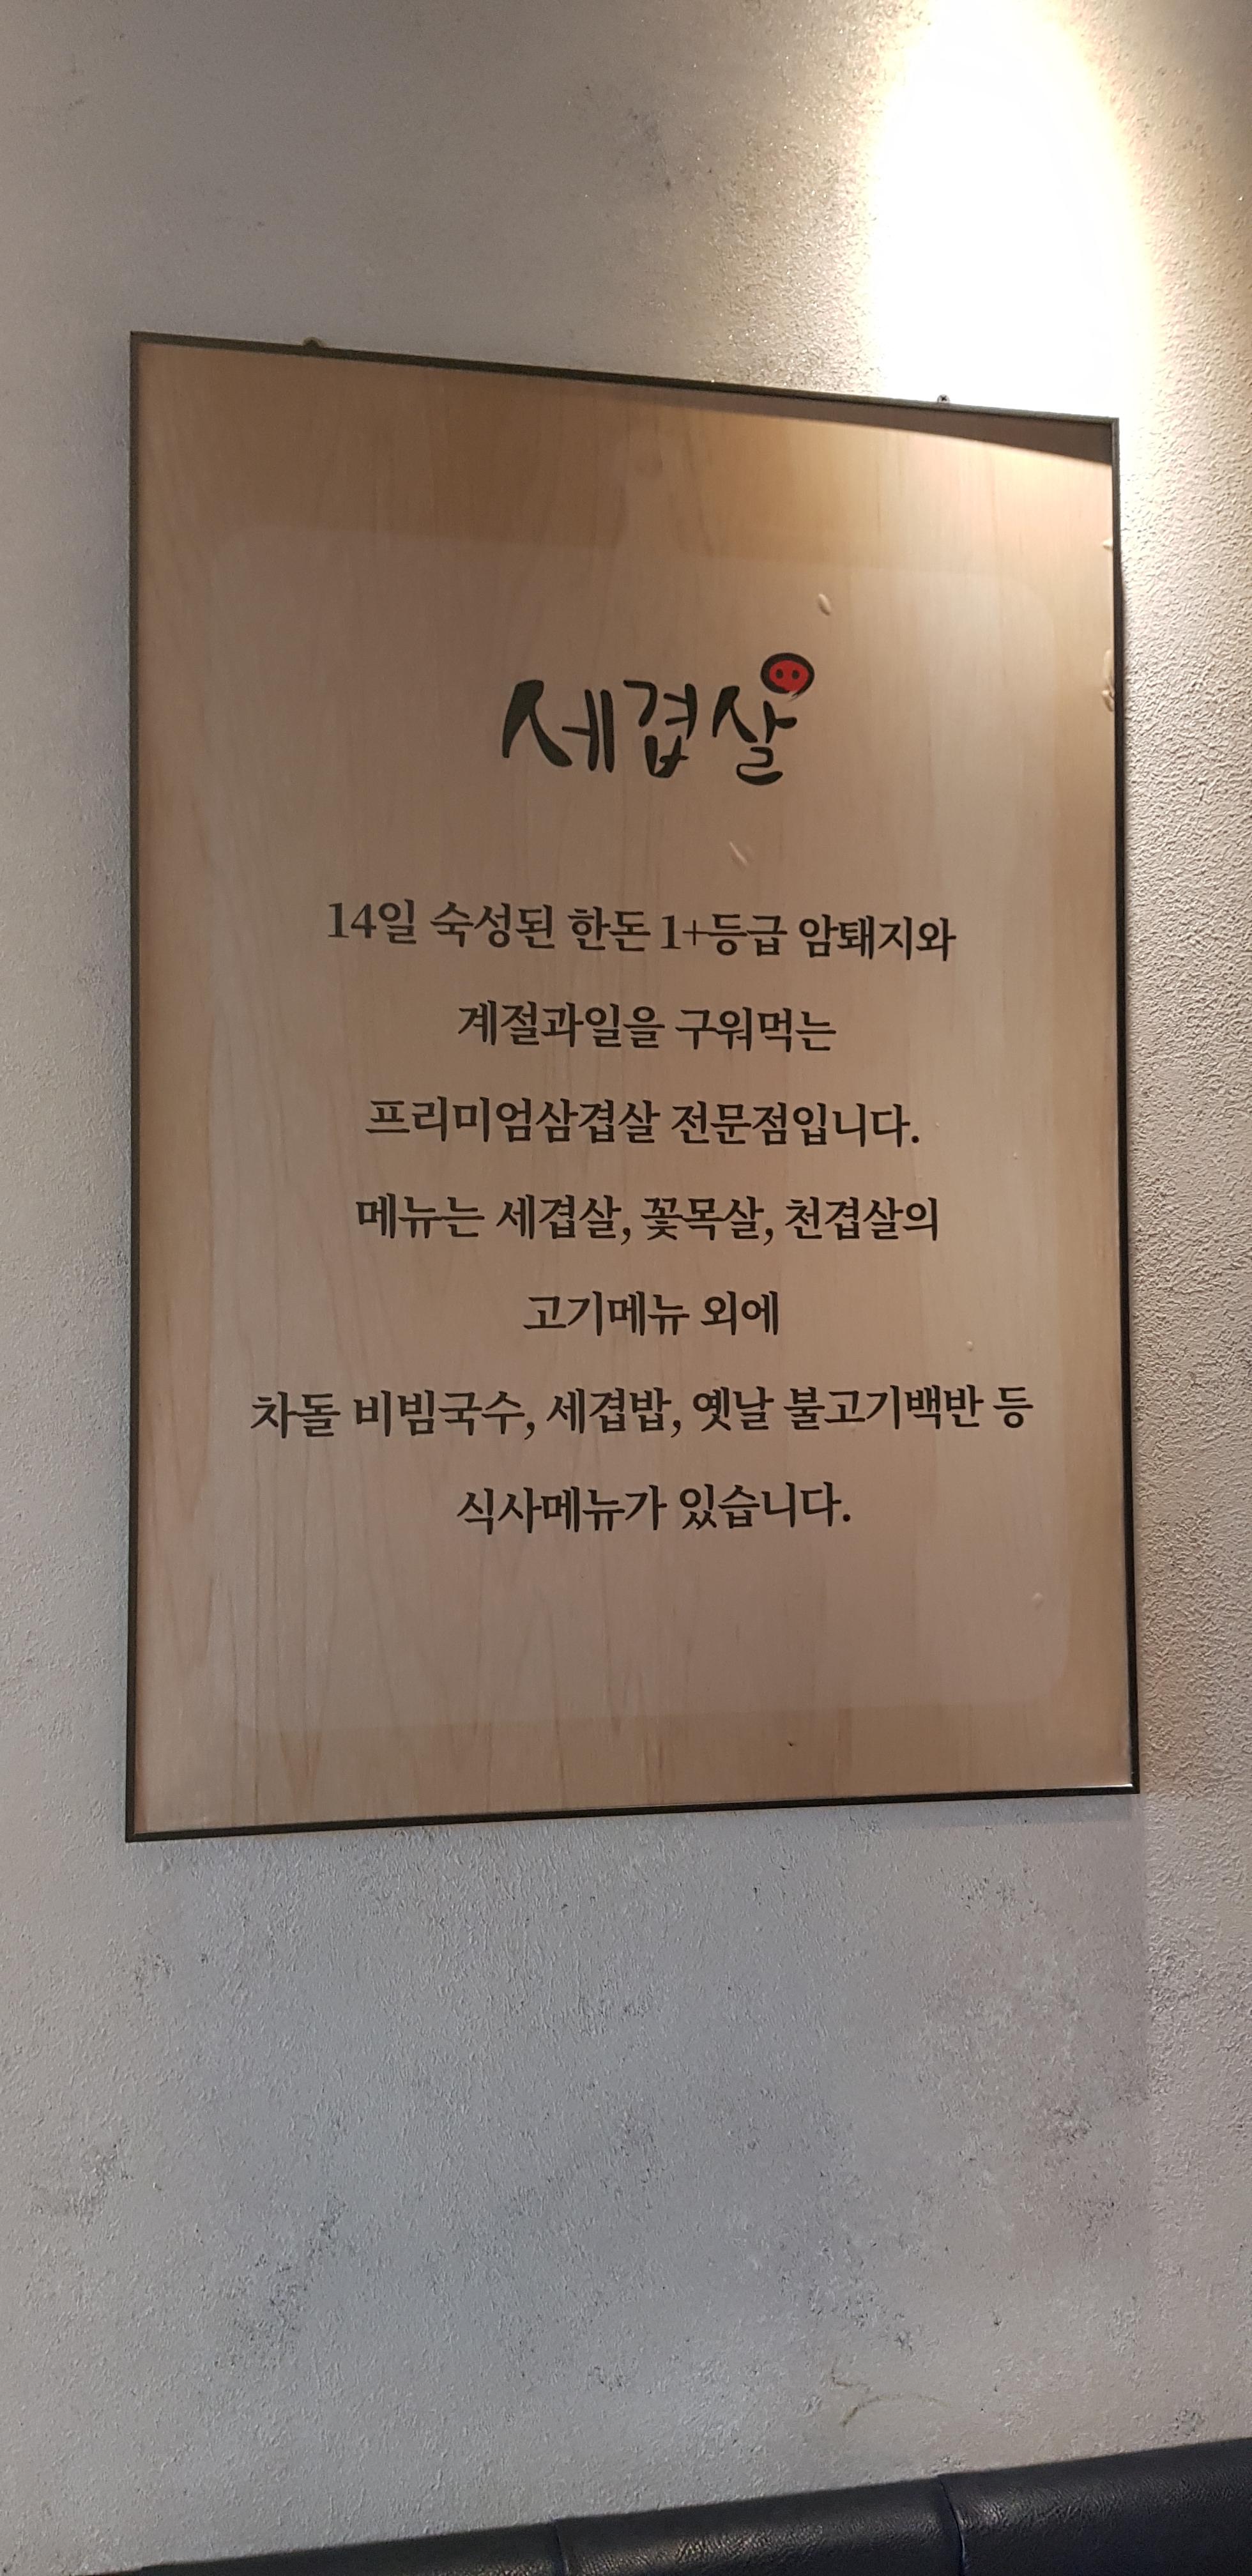 세겹살
14일 숙성된 한돈 1+등급 암퇘지와
계절과일을 구워먹는
프리미엄삼겹살 전문점입니다.
메뉴는 세겹살, 꽃목살, 천겹살의
고기메뉴 외에
차돌 비빔국수, 세겹밥, 옛날 불고기백반 등
식사메뉴가 있습니다.